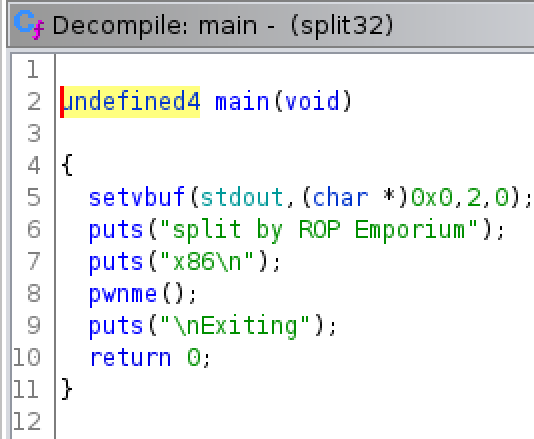 Decompile: main - (split32)
1
2 undefined4 main(void)
3
4 {
5 setvbuf(stdout,(char *)0x0,2,0);
6 puts("split by ROP Emporium");
7 puts("x86\n");
8 pwnme();
9 puts("\nExiting");
10 return 0;
11 }
12